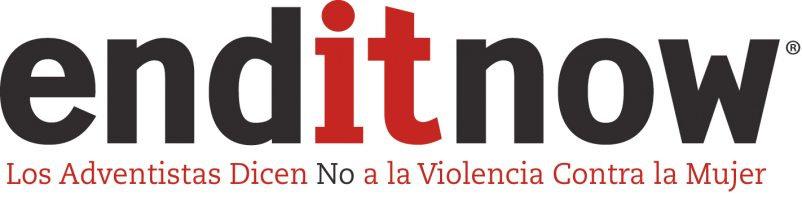 enditnow®
Los Adventistas Dicen No a la Violencia Contra la Mujer